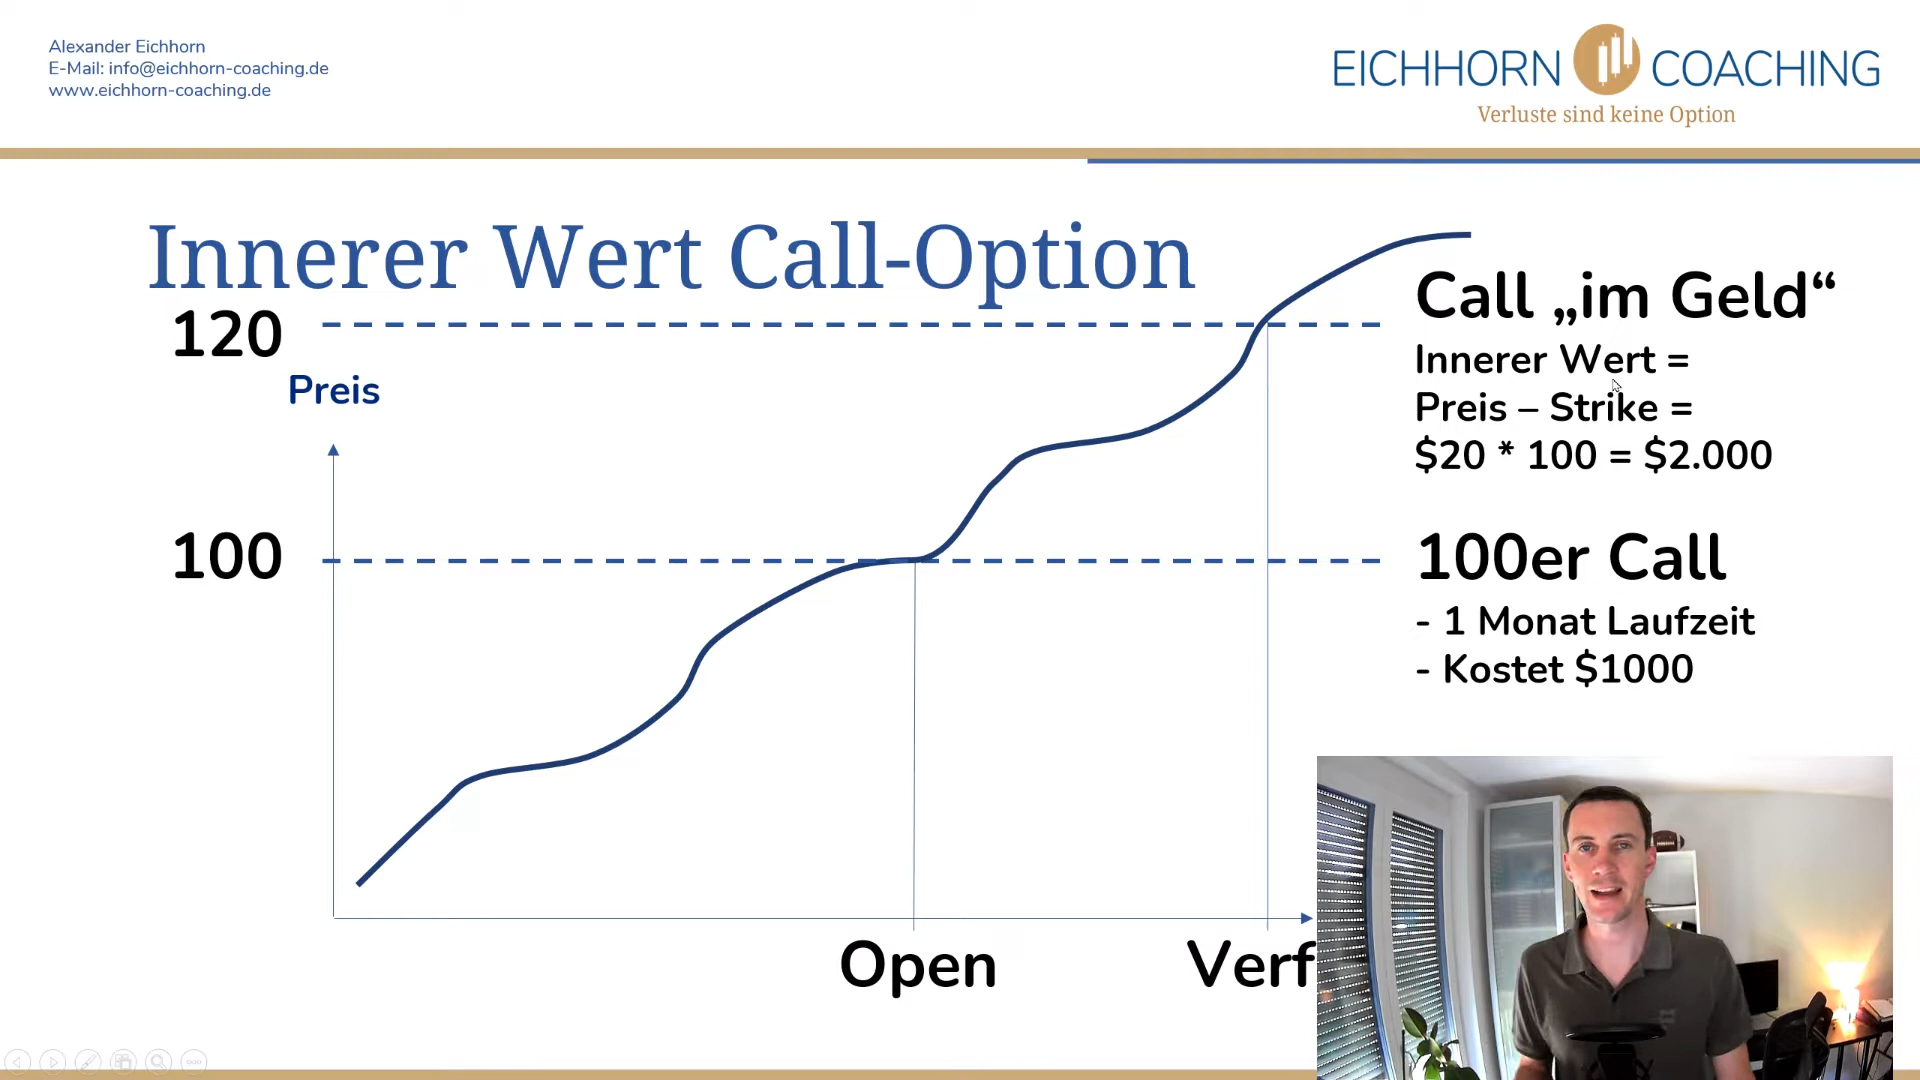 Alexander Eichhorn
E-Mail: info@eichhorn-coaching.de
www.eichhorn-coaching.de
EICHHORN COACHING
Verluste sind keine Option
Innerer Wert Call-Option
120
Preis
100
Call „im Geld“
Innerer Wert =
Preis – Strike =
$20 * 100 = $2.000
100er Call
- 1 Monat Laufzeit
- Kostet $1000
Open
Verf